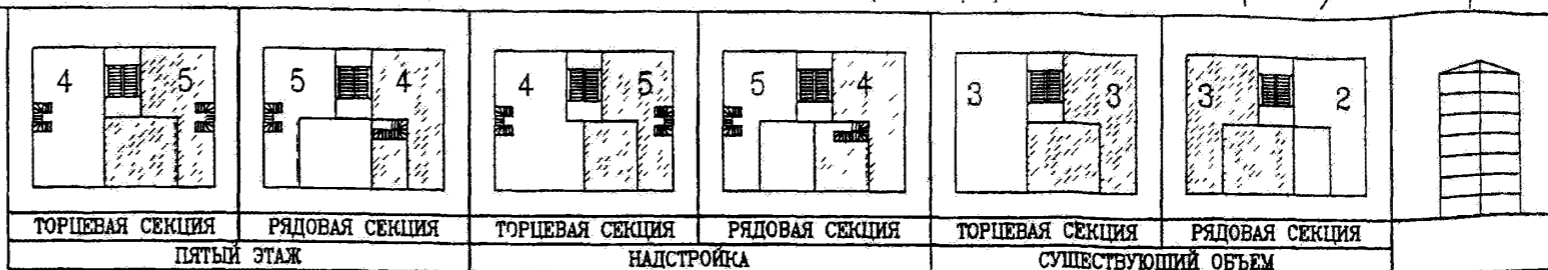 4 5 5 4 4 5 5 4 3 3 3 2
ТОРЦЕВАЯ СЕКЦИЯ РЯДОВАЯ СЕКЦИЯ ТОРЦЕВАЯ СЕКЦИЯ РЯДОВАЯ СЕКЦИЯ ТОРЦЕВАЯ СЕКЦИЯ РЯДОВАЯ СЕКЦИЯ
ПЯТЫЙ ЭТАЖ НАДСТРОЙКА СУЩЕСТВУЮЩИЙ ОБЪЕМ